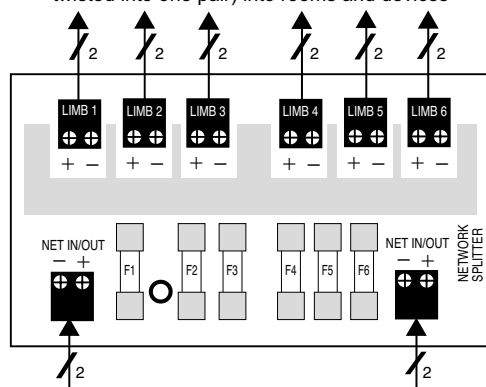 twisted into one pair) into rooms and devices
2 2 2 2 2 2
LIMB 1 LIMB 2 LIMB 3 LIMB 4 LIMB 5 LIMB 6
+ − + − + − + − + − + −
NET IN/OUT
− +
F1 F2 F3 F4 F5 F6
NET IN/OUT
− +
NETWORK
SPLITTER
2 2